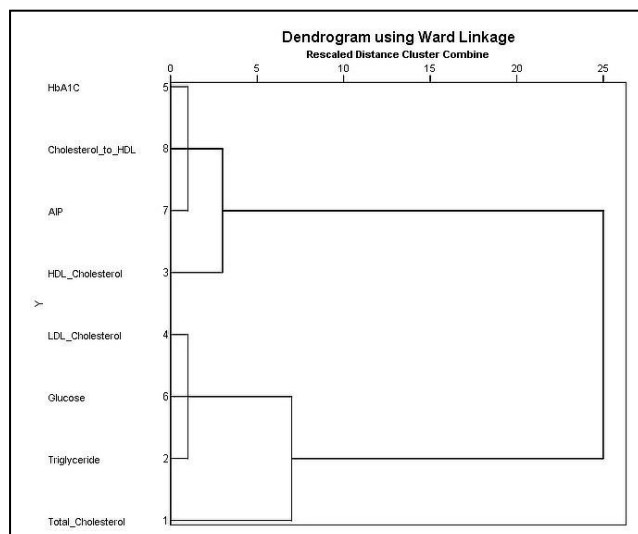 Dendrogram using Ward Linkage
Rescaled Distance Cluster Combine
0 5 10 15 20 25
HbA1C 5
Cholesterol_to_HDL 8
AIP 7
HDL_Cholesterol 3
Y
LDL_Cholesterol 4
Glucose 6
Triglyceride 2
Total_Cholesterol 1